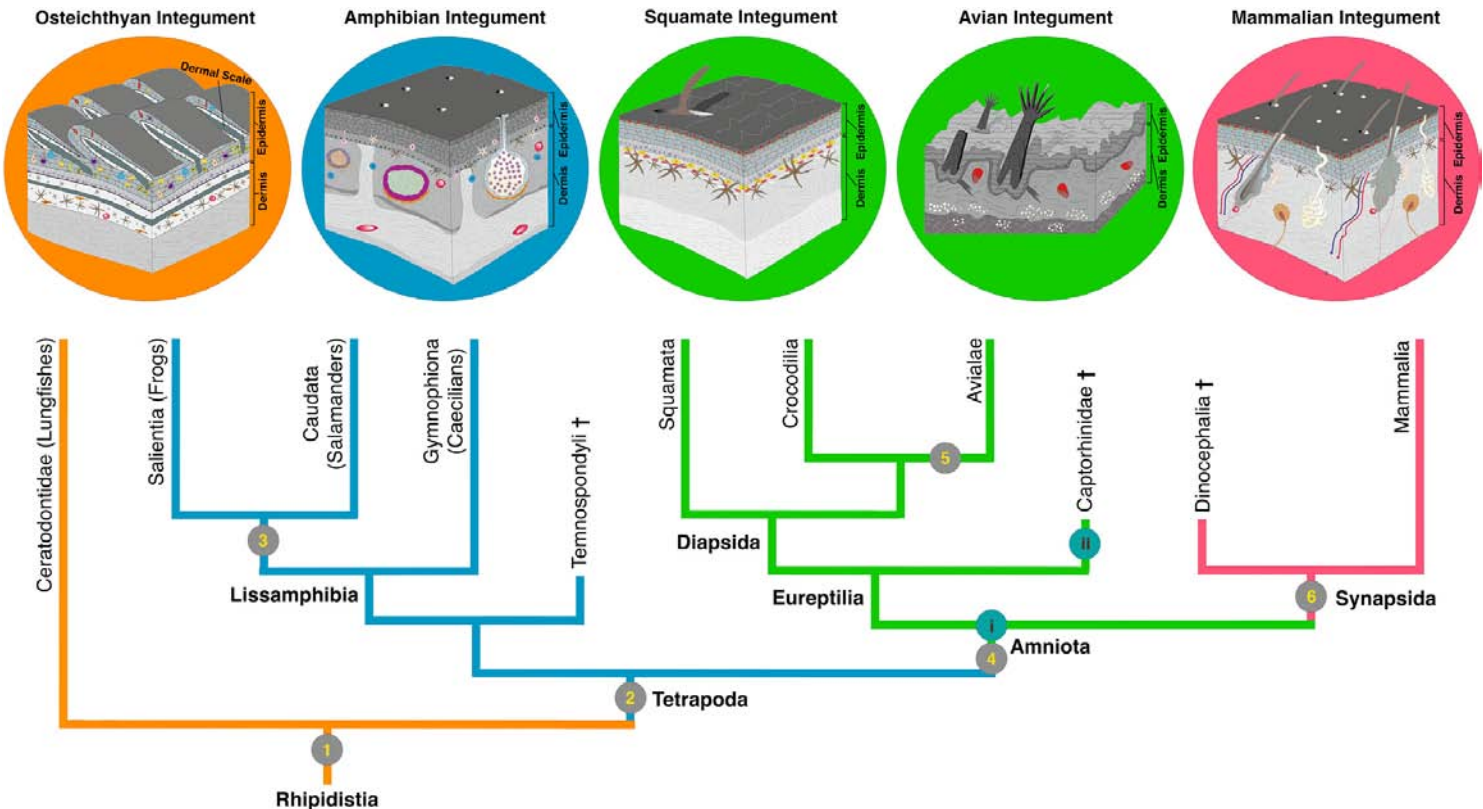 Osteichthyan Integument
Amphibian Integument
Squamate Integument
Avian Integument
Mammalian Integument
Dermal Scale
Epidermis
Dermis
Epidermis
Dermis
Epidermis
Dermis
Epidermis
Dermis
Epidermis
Dermis
Ceratodontidae (Lungfishes)
Salientia (Frogs)
Caudata
(Salamanders)
Gymnophiona
(Caecilians)
Temnospondyli †
Squamata
Crocodilia
Avialae
Captorhinidae †
Dinocephalia †
Mammalia
5
3
Diapsida
ii
Lissamphibia
Eureptilia
6
Synapsida
i
Amniota
4
2
Tetrapoda
1
Rhipidistia